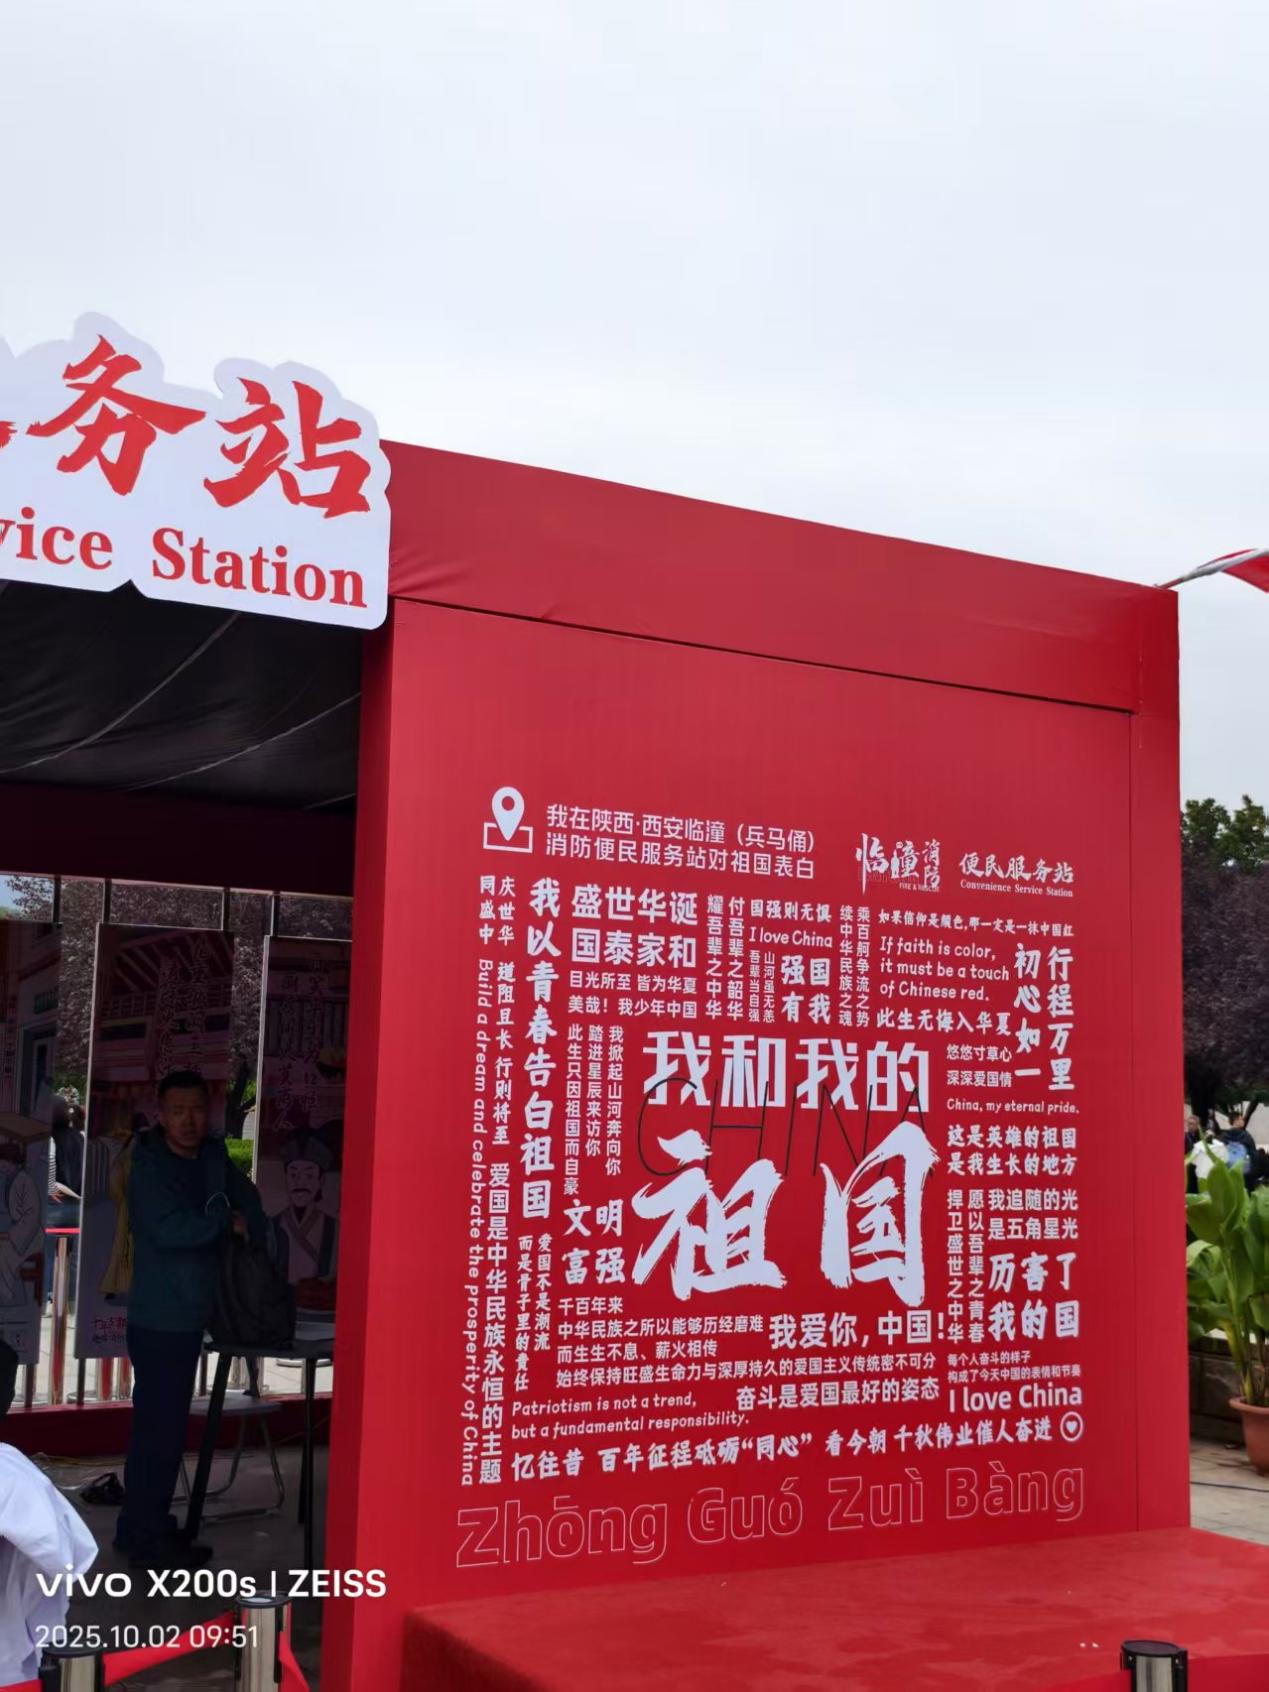 务站
vice Station
我在陕西·西安临潼（兵马俑）
消防便民服务站对祖国表白
临潼消防
FIRE & RESCUE
便民服务站
Convenience Service Station
庆世华 道阻且长 行则将至 爱国是中华民族永恒的主题
同盛中 Build a dream and celebrate the prosperity of China
我以青春告白祖国
爱国不是潮流
而是骨子里的责任
盛世华诞
国泰家和
目光所至 皆为华夏
美哉！我少年中国
付吾辈之韶华
耀吾辈之中华
国强则无惧
I love China
山河虽无恙
吾辈当自强
强国
有我
乘百舸争流之势
续中华民族之魂
如果信仰是颜色,那一定是一抹中国红
If faith is color,
it must be a touch
of Chinese red.
此生无悔入华夏
行程万里
初心如一
悠悠寸草心
深深爱国情
China, my eternal pride.
我掀起山河奔向你
踏进星辰来访你
此生只因祖国而自豪
我和我的
CHINA
祖国
文明
富强
这是英雄的祖国
是我生长的地方
愿以吾辈之青春
捍卫盛世之中华
我追随的光
是五角星光
厉害了
我的国
千百年来
中华民族之所以能够历经磨难
而生生不息、薪火相传
始终保持旺盛生命力与深厚持久的爱国主义传统密不可分
我爱你,中国!
每个人奋斗的样子
构成了今天中国的表情和节奏
Patriotism is not a trend,
but a fundamental responsibility.
奋斗是爱国最好的姿态
I love China
忆往昔 百年征程砥砺“同心” 看今朝 千秋伟业催人奋进
Zhōng Guó Zuì Bàng
vivo X200s | ZEISS
2025.10.02 09:51